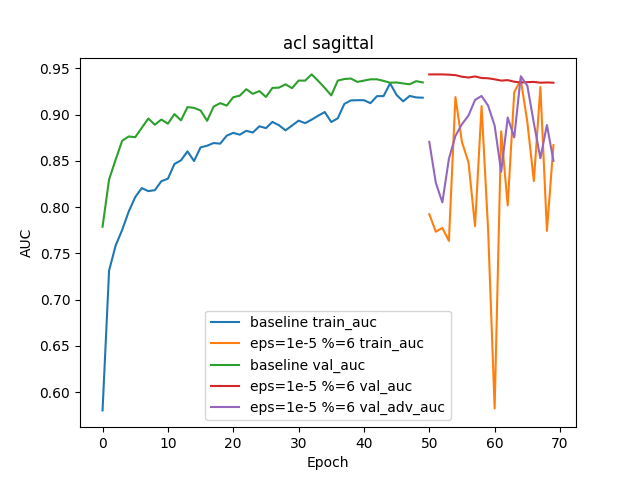 acl sagittal
AUC
0.95
0.90
0.85
0.80
0.75
0.70
0.65
0.60
baseline train_auc
eps=1e-5 %=6 train_auc
baseline val_auc
eps=1e-5 %=6 val_auc
eps=1e-5 %=6 val_adv_auc
0 10 20 30 40 50 60 70
Epoch